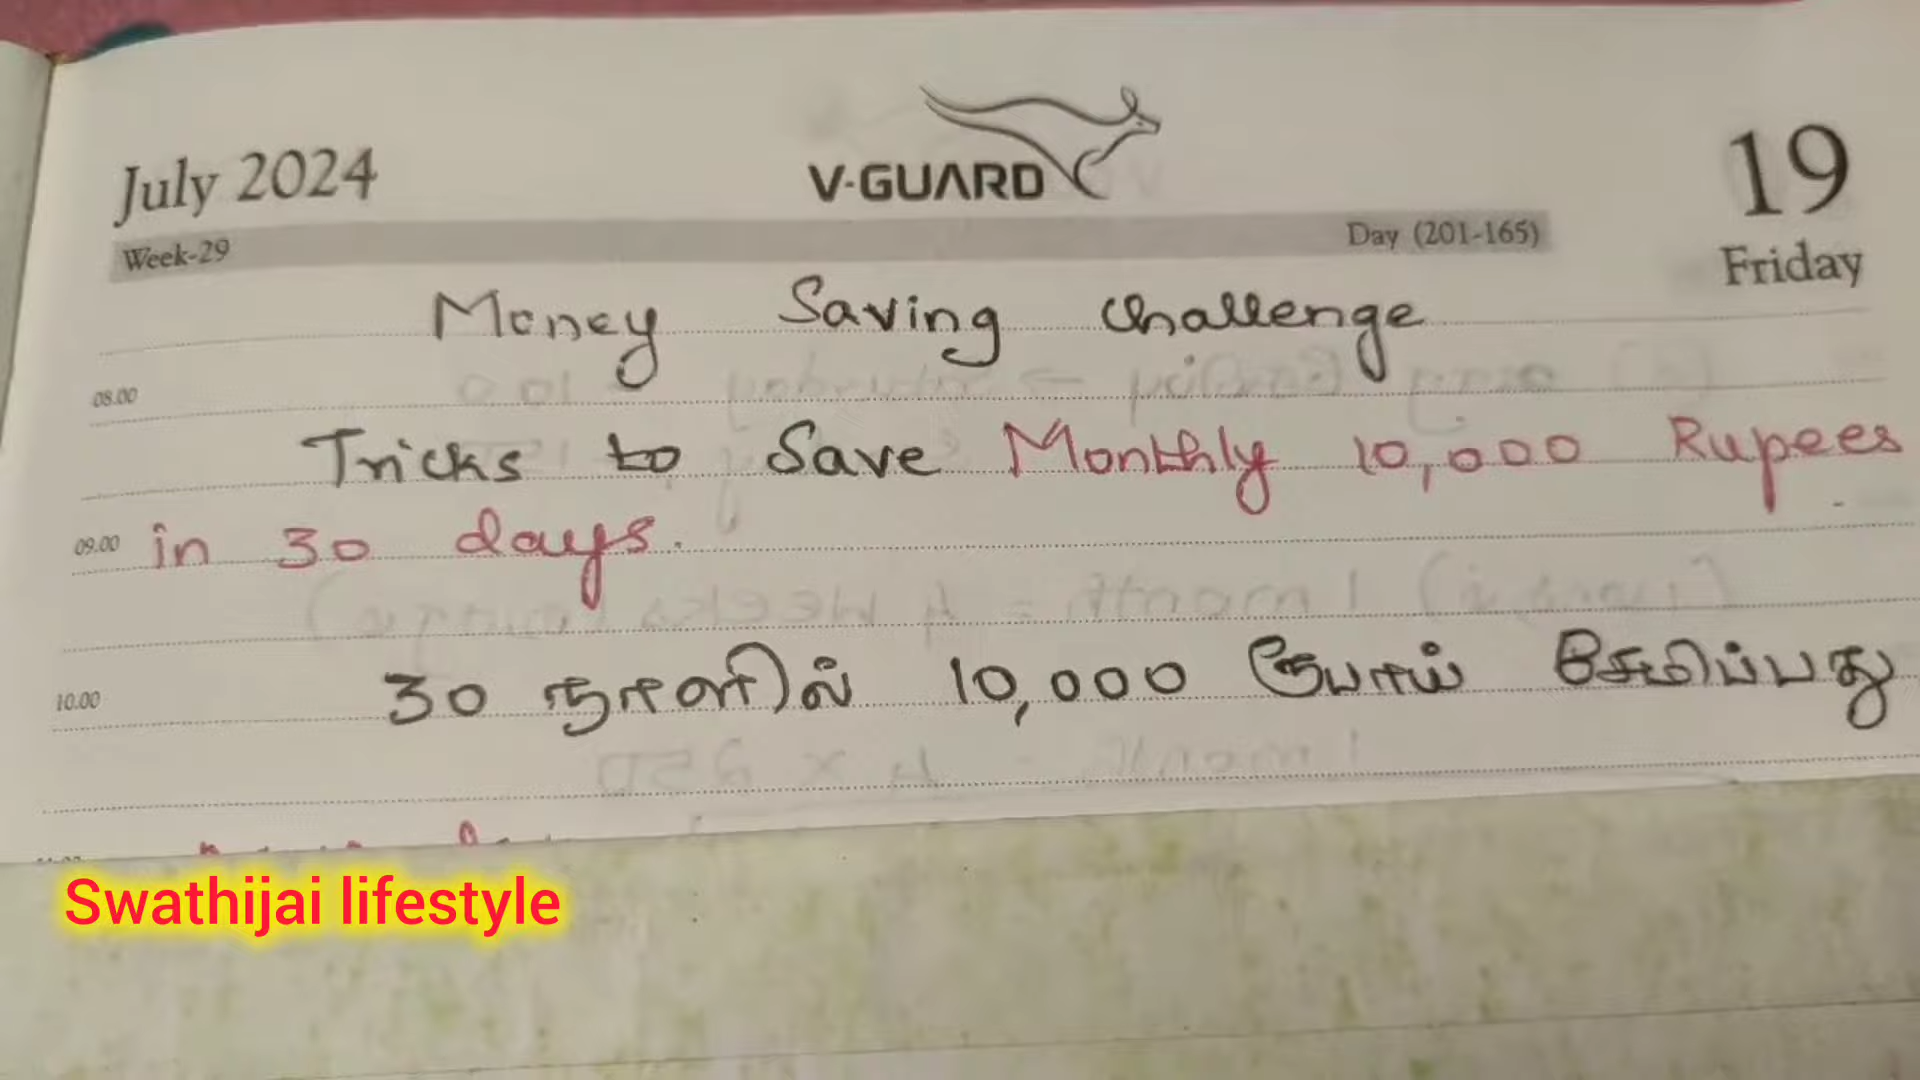 July 2024
V-GUARD
19
Week-29
Day (201-165)
Friday
Money Saving challenge
08.00
Tricks to Save Monthly 10,000 Rupees
09.00 in 30 days.
10.00 30 நாளில் 10,000 ரூபாய் சேமிப்பது
Swathijai lifestyle